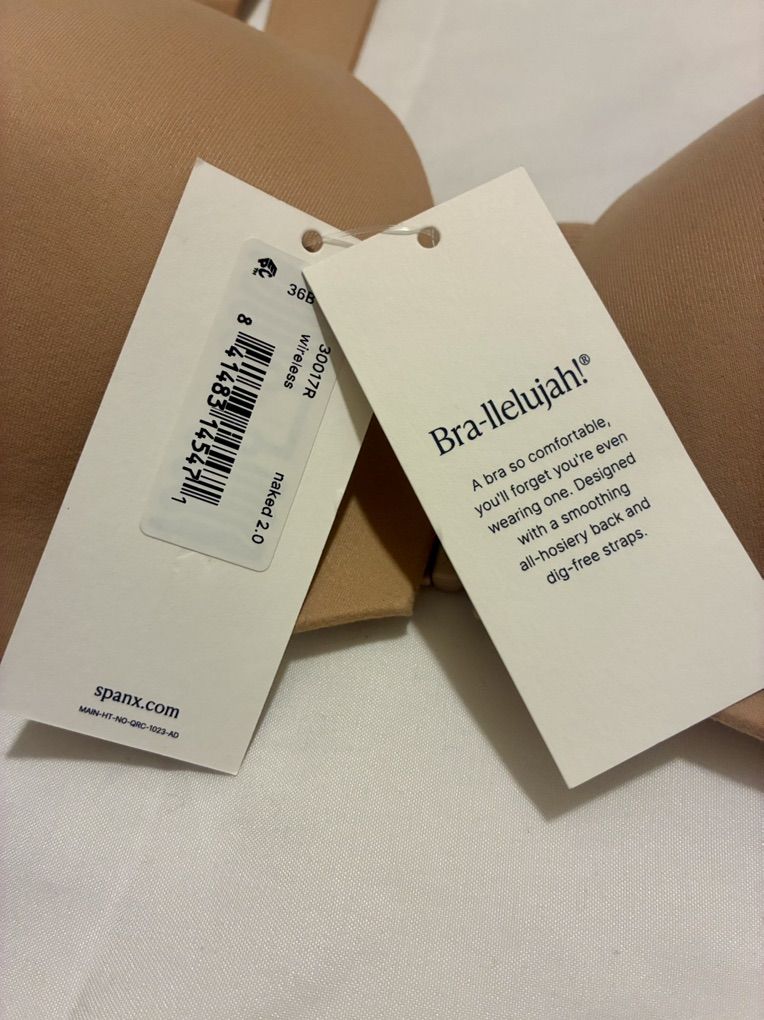 36B
30017R
wireless
naked 2.0
8 41483 14547 1
spanx.com
MAIN-HT-NO-QRC-1023-AD
Bra-llelujah!®
A bra so comfortable,
you'll forget you're even
wearing one. Designed
with a smoothing
all-hosiery back and
dig-free straps.